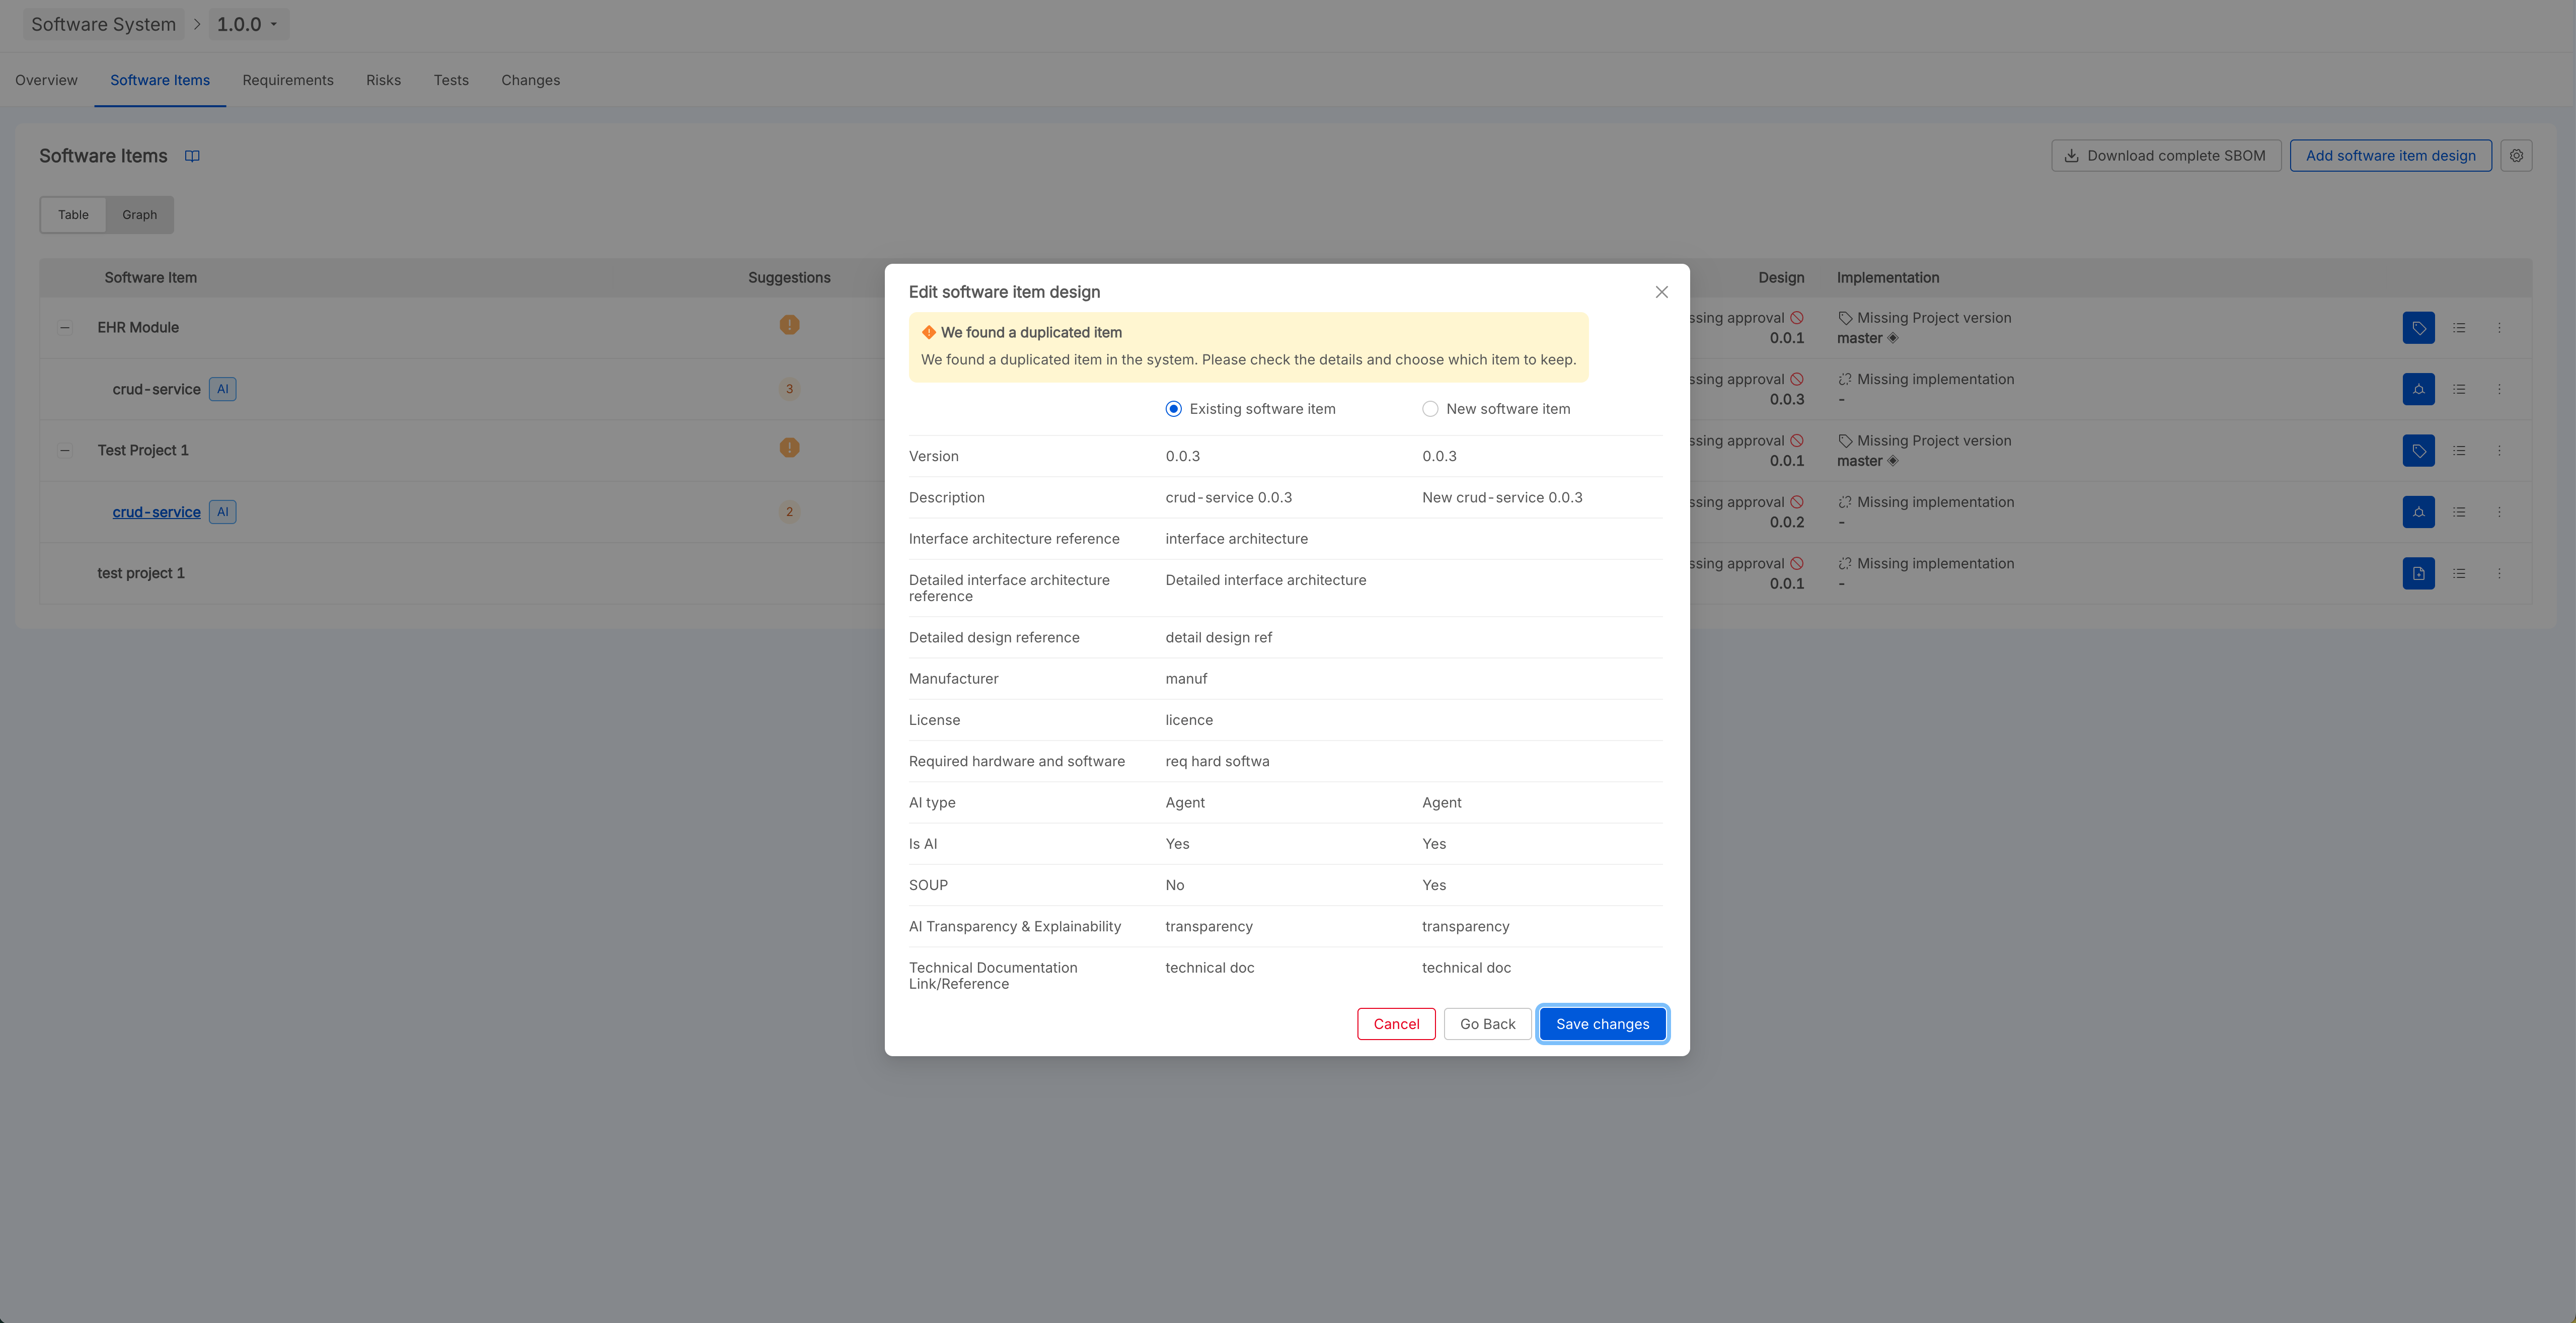 Software System > 1.0.0
Overview Software Items Requirements Risks Tests Changes
Software Items
Download complete SBOM Add software item design
Table Graph
Software Item Suggestions Design Implementation
EHR Module ssing approval Missing Project version
0.0.1 master
crud-service AI 3 ssing approval Missing implementation
0.0.3 -
Test Project 1 ssing approval Missing Project version
0.0.1 master
crud-service AI 2 ssing approval Missing implementation
0.0.2 -
test project 1 ssing approval Missing implementation
0.0.1 -
Edit software item design
We found a duplicated item
We found a duplicated item in the system. Please check the details and choose which item to keep.
Existing software item New software item
Version 0.0.3 0.0.3
Description crud-service 0.0.3 New crud-service 0.0.3
Interface architecture reference interface architecture
Detailed interface architecture Detailed interface architecture
reference
Detailed design reference detail design ref
Manufacturer manuf
License licence
Required hardware and software req hard softwa
AI type Agent Agent
Is AI Yes Yes
SOUP No Yes
AI Transparency & Explainability transparency transparency
Technical Documentation technical doc technical doc
Link/Reference
Cancel Go Back Save changes